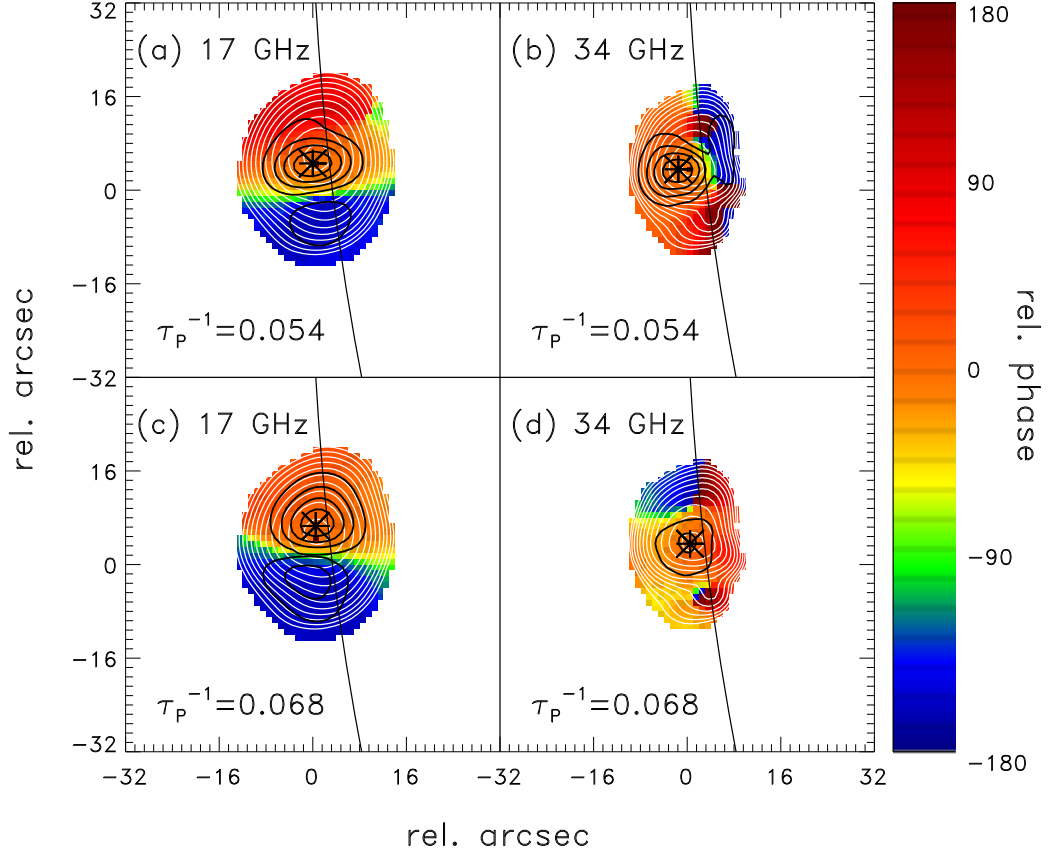 32
16
0
−16
−32
16
0
−16
−32
−32
−16
0
16
−32
−16
0
16
32
rel. arcsec
rel. arcsec
(a) 17 GHz
τP−1=0.054
(b) 34 GHz
τP−1=0.054
(c) 17 GHz
τP−1=0.068
(d) 34 GHz
τP−1=0.068
180
90
0
−90
−180
rel. phase